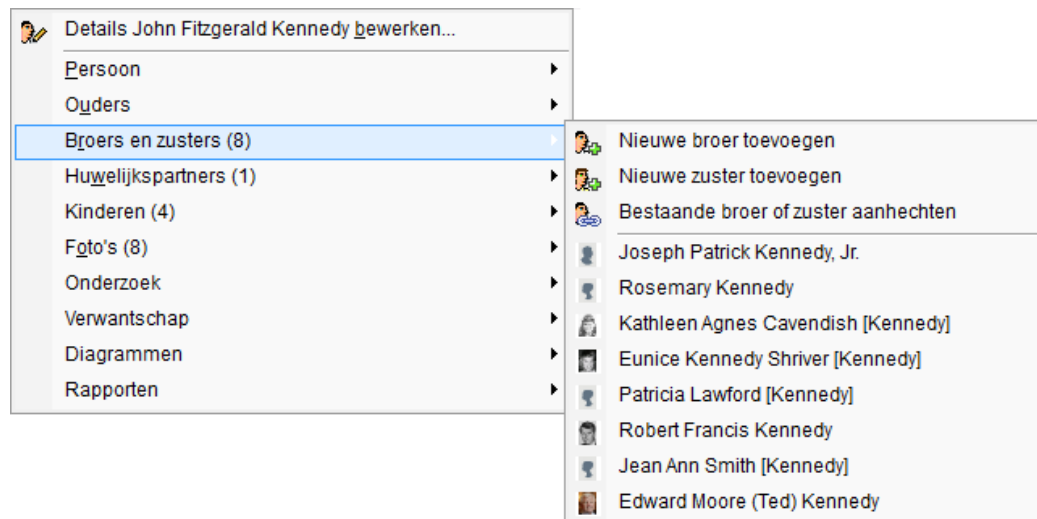 Details John Fitzgerald Kennedy bewerken...
Persoon
Ouders
Broers en zusters (8)
Huwelijkspartners (1)
Kinderen (4)
Foto's (8)
Onderzoek
Verwantschap
Diagrammen
Rapporten
Nieuwe broer toevoegen
Nieuwe zuster toevoegen
Bestaande broer of zuster aanhechten
Joseph Patrick Kennedy, Jr.
Rosemary Kennedy
Kathleen Agnes Cavendish [Kennedy]
Eunice Kennedy Shriver [Kennedy]
Patricia Lawford [Kennedy]
Robert Francis Kennedy
Jean Ann Smith [Kennedy]
Edward Moore (Ted) Kennedy